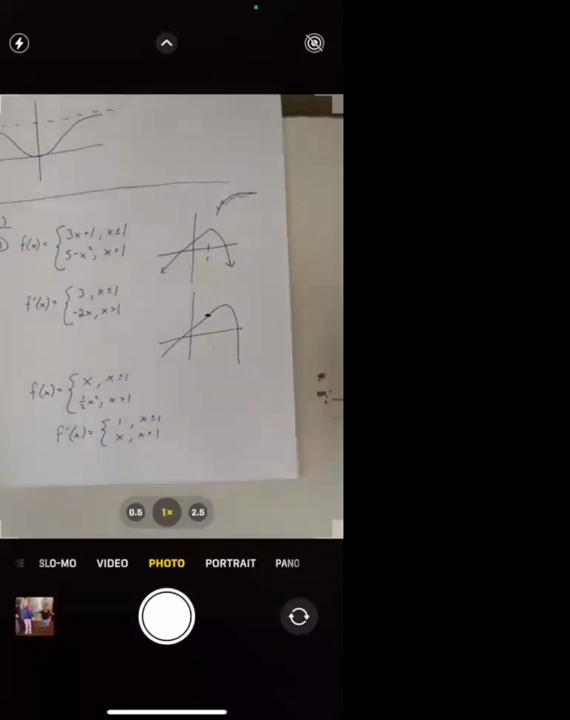 3
f(x) = { 3x+1, x≤1
5-x², x>1
f'(x) = { 3, x≤1
-2x, x>1
f(x) = { x, x≤1
½x², x>1
f'(x) = { 1, x≤1
x, x>1
0.5 1× 2.5
SLO-MO VIDEO PHOTO PORTRAIT PANO